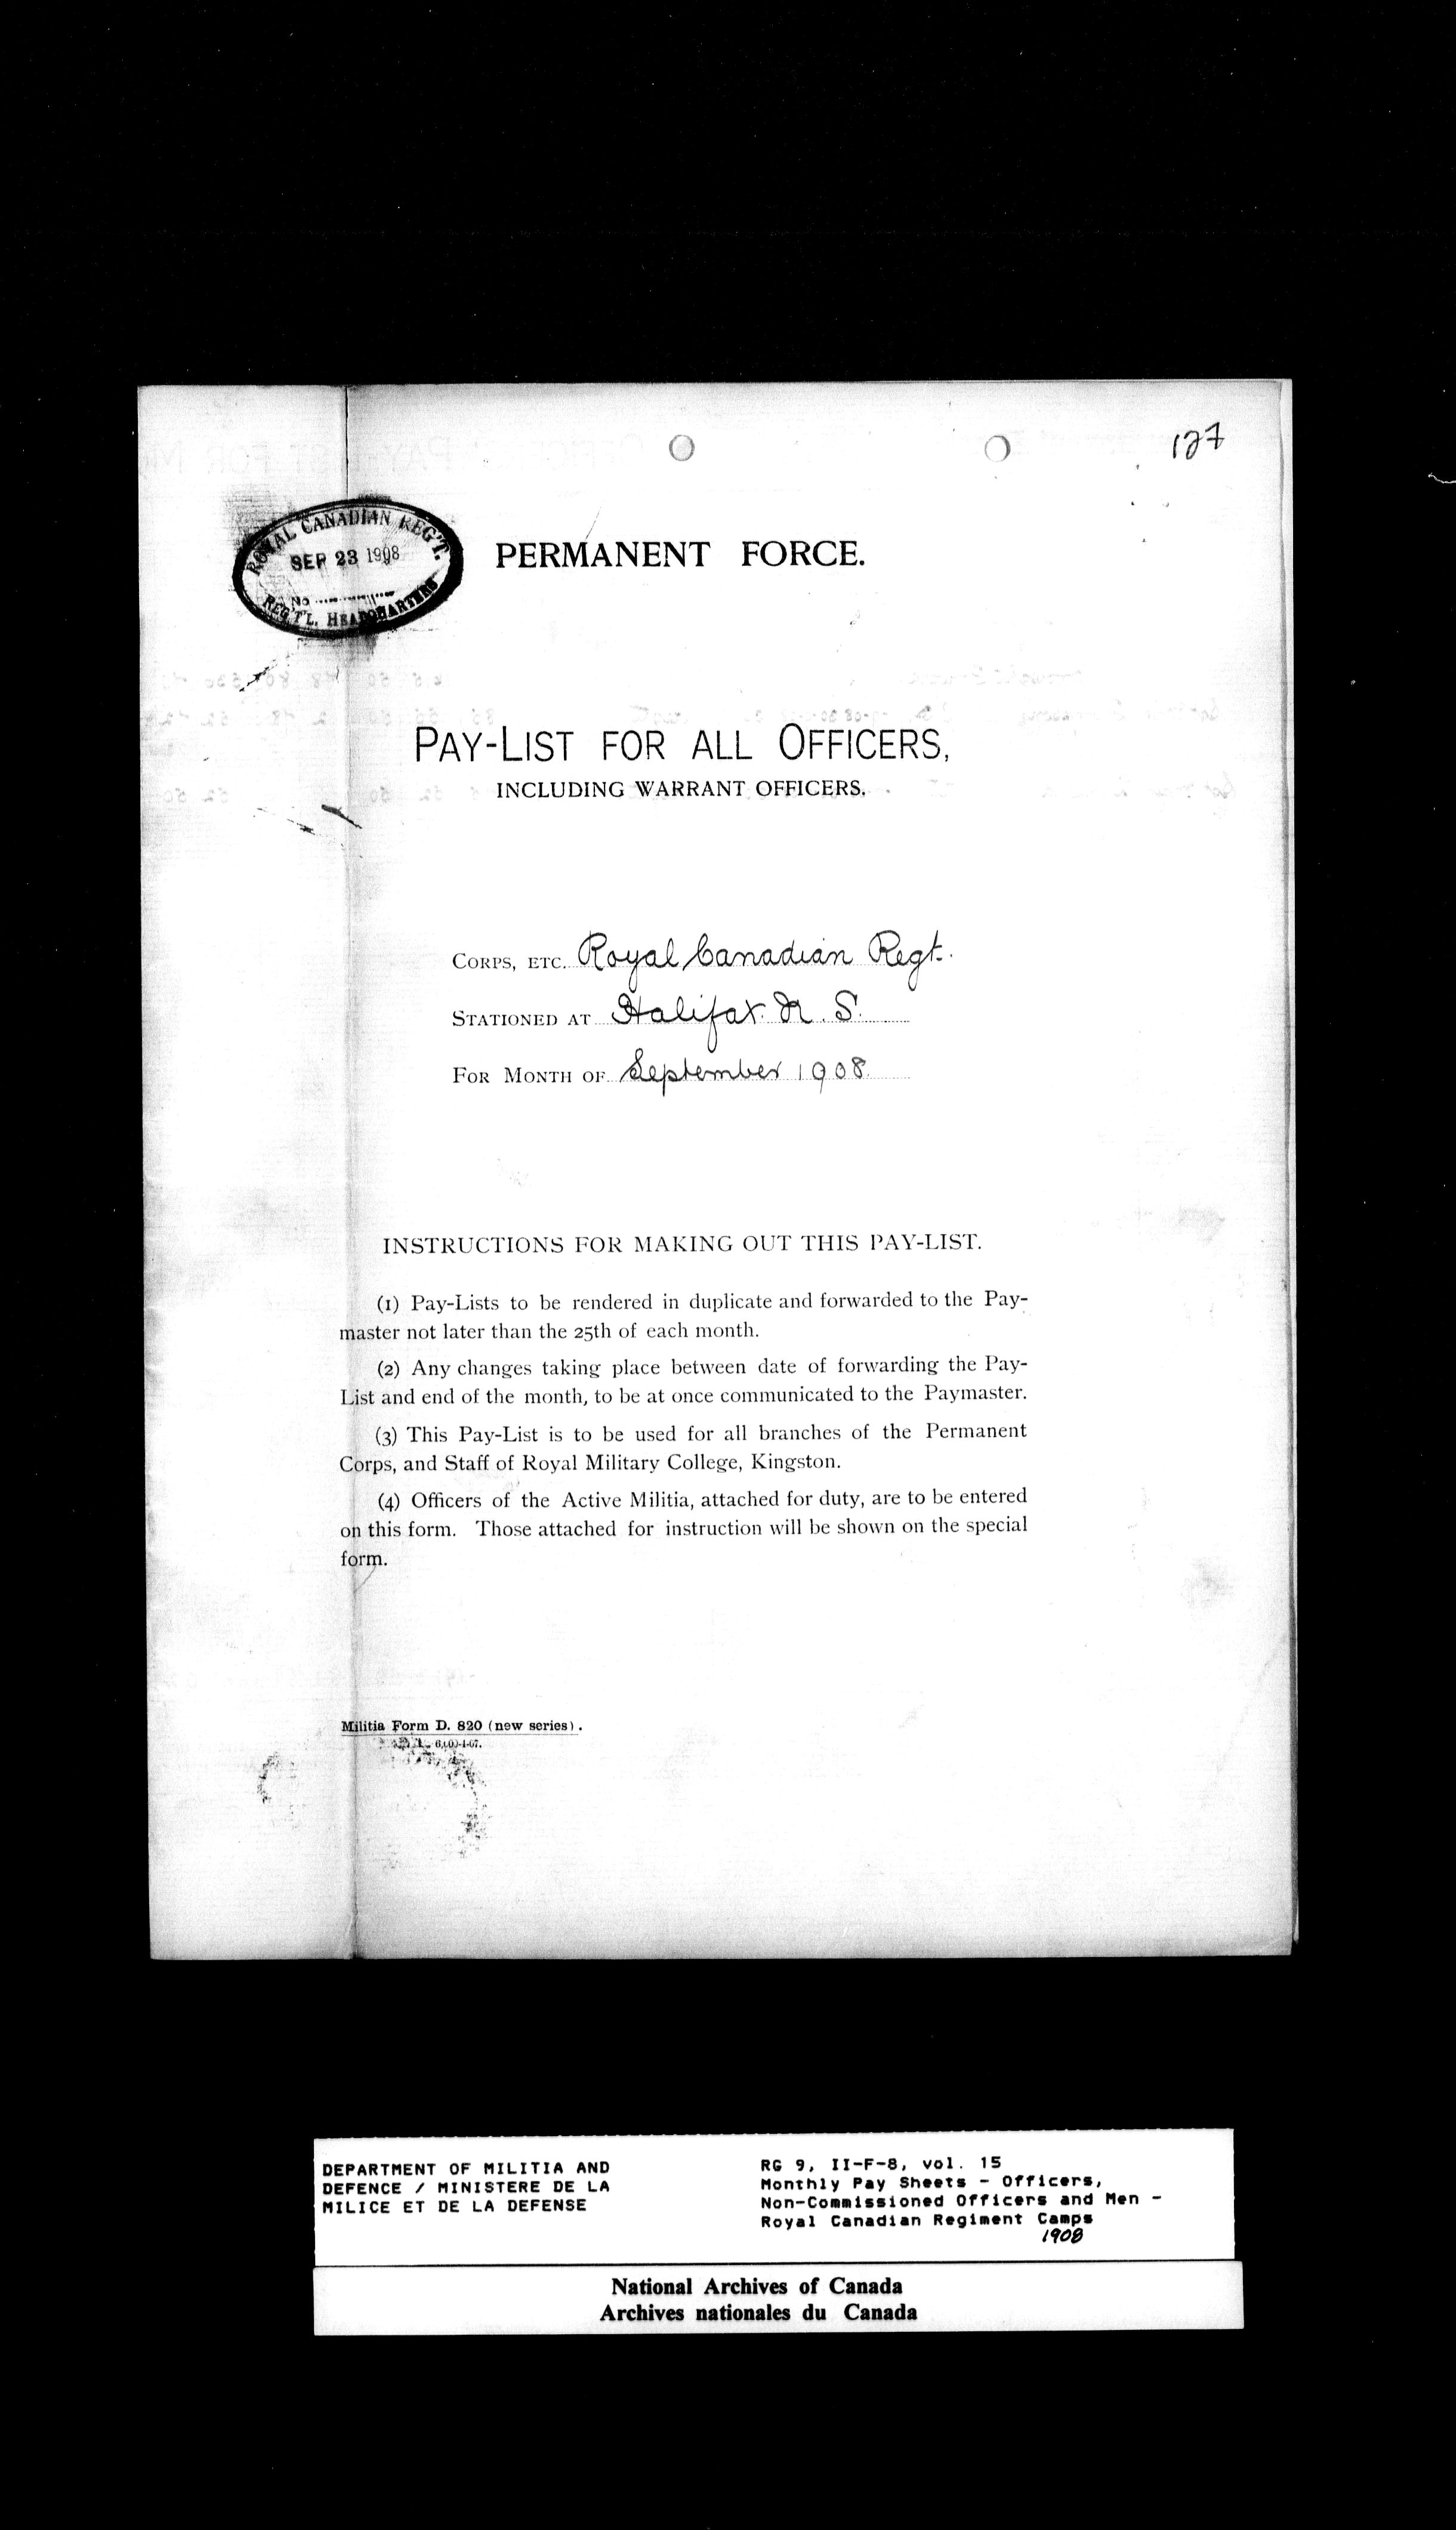 127
ROYAL CANADIAN REG'T.
SEP 23 1908
No
REG'T'L. HEADQUARTERS
PERMANENT FORCE.
PAY-LIST FOR ALL OFFICERS,
INCLUDING WARRANT OFFICERS.
CORPS, ETC. Royal Canadian Regt.
STATIONED AT Halifax. N. S.
FOR MONTH OF September 1908.
INSTRUCTIONS FOR MAKING OUT THIS PAY-LIST.
(1) Pay-Lists to be rendered in duplicate and forwarded to the Pay-
master not later than the 25th of each month.
(2) Any changes taking place between date of forwarding the Pay-
List and end of the month, to be at once communicated to the Paymaster.
(3) This Pay-List is to be used for all branches of the Permanent
Corps, and Staff of Royal Military College, Kingston.
(4) Officers of the Active Militia, attached for duty, are to be entered
on this form. Those attached for instruction will be shown on the special
form.
Militia Form D. 820 (new series).
DEPARTMENT OF MILITIA AND
DEFENCE / MINISTERE DE LA
MILICE ET DE LA DEFENSE
RG 9, II-F-8, vol. 15
Monthly Pay Sheets - Officers,
Non-Commissioned Officers and Men -
Royal Canadian Regiment Camps
1908
National Archives of Canada
Archives nationales du Canada